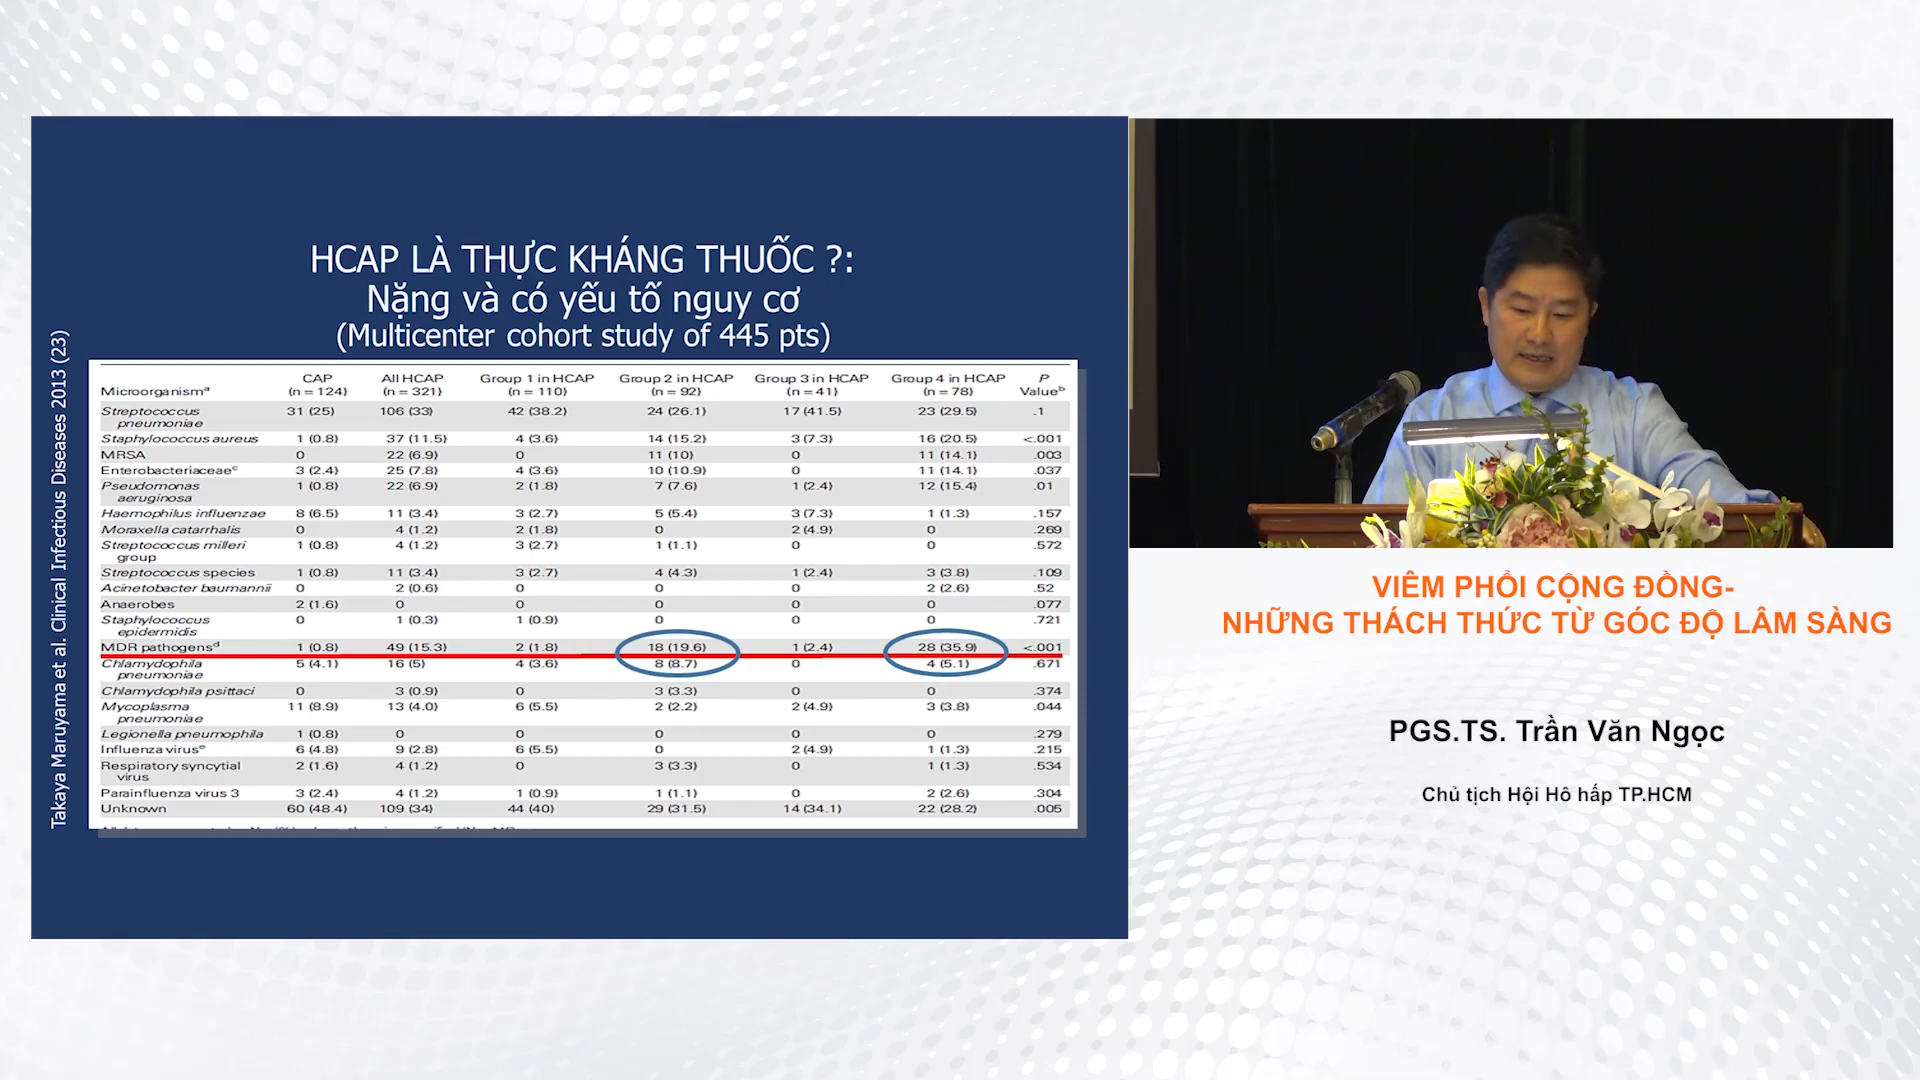 HCAP LÀ THỰC KHÁNG THUỐC ?:
Nặng và có yếu tố nguy cơ
(Multicenter cohort study of 445 pts)
Takaya Maruyama et al. Clinical Infectious Diseases 2013 (23)
Microorganismᵃ CAP (n = 124) All HCAP (n = 321) Group 1 in HCAP (n = 110) Group 2 in HCAP (n = 92) Group 3 in HCAP (n = 41) Group 4 in HCAP (n = 78) P Valueᵇ
Streptococcus pneumoniae 31 (25) 106 (33) 42 (38.2) 24 (26.1) 17 (41.5) 23 (29.5) .1
Staphylococcus aureus 1 (0.8) 37 (11.5) 4 (3.6) 14 (15.2) 3 (7.3) 16 (20.5) <.001
MRSA 0 22 (6.9) 0 11 (10) 0 11 (14.1) .003
Enterobacteriaceaeᶜ 3 (2.4) 25 (7.8) 4 (3.6) 10 (10.9) 0 11 (14.1) .037
Pseudomonas aeruginosa 1 (0.8) 22 (6.9) 2 (1.8) 7 (7.6) 1 (2.4) 12 (15.4) .01
Haemophilus influenzae 8 (6.5) 11 (3.4) 3 (2.7) 5 (5.4) 3 (7.3) 1 (1.3) .157
Moraxella catarrhalis 0 4 (1.2) 2 (1.8) 0 2 (4.9) 0 .269
Streptococcus milleri group 1 (0.8) 4 (1.2) 3 (2.7) 1 (1.1) 0 0 .572
Streptococcus species 1 (0.8) 11 (3.4) 3 (2.7) 4 (4.3) 1 (2.4) 3 (3.8) .109
Acinetobacter baumannii 0 2 (0.6) 0 0 0 2 (2.6) .52
Anaerobes 2 (1.6) 0 0 0 0 0 .077
Staphylococcus epidermidis 0 1 (0.3) 1 (0.9) 0 0 0 .721
MDR pathogensᵈ 1 (0.8) 49 (15.3) 2 (1.8) 18 (19.6) 1 (2.4) 28 (35.9) <.001
Chlamydophila pneumoniae 5 (4.1) 16 (5) 4 (3.6) 8 (8.7) 0 4 (5.1) .671
Chlamydophila psittaci 0 3 (0.9) 0 3 (3.3) 0 0 .374
Mycoplasma pneumoniae 11 (8.9) 13 (4.0) 6 (5.5) 2 (2.2) 2 (4.9) 3 (3.8) .044
Legionella pneumophila 1 (0.8) 0 0 0 0 0 .279
Influenza virusᵉ 6 (4.8) 9 (2.8) 6 (5.5) 0 2 (4.9) 1 (1.3) .215
Respiratory syncytial virus 2 (1.6) 4 (1.2) 0 3 (3.3) 0 1 (1.3) .534
Parainfluenza virus 3 3 (2.4) 4 (1.2) 1 (0.9) 1 (1.1) 0 2 (2.6) .304
Unknown 60 (48.4) 109 (34) 44 (40) 29 (31.5) 14 (34.1) 22 (28.2) .005
VIÊM PHỔI CỘNG ĐỒNG-
NHỮNG THÁCH THỨC TỪ GÓC ĐỘ LÂM SÀNG
PGS.TS. Trần Văn Ngọc
Chủ tịch Hội Hô hấp TP.HCM